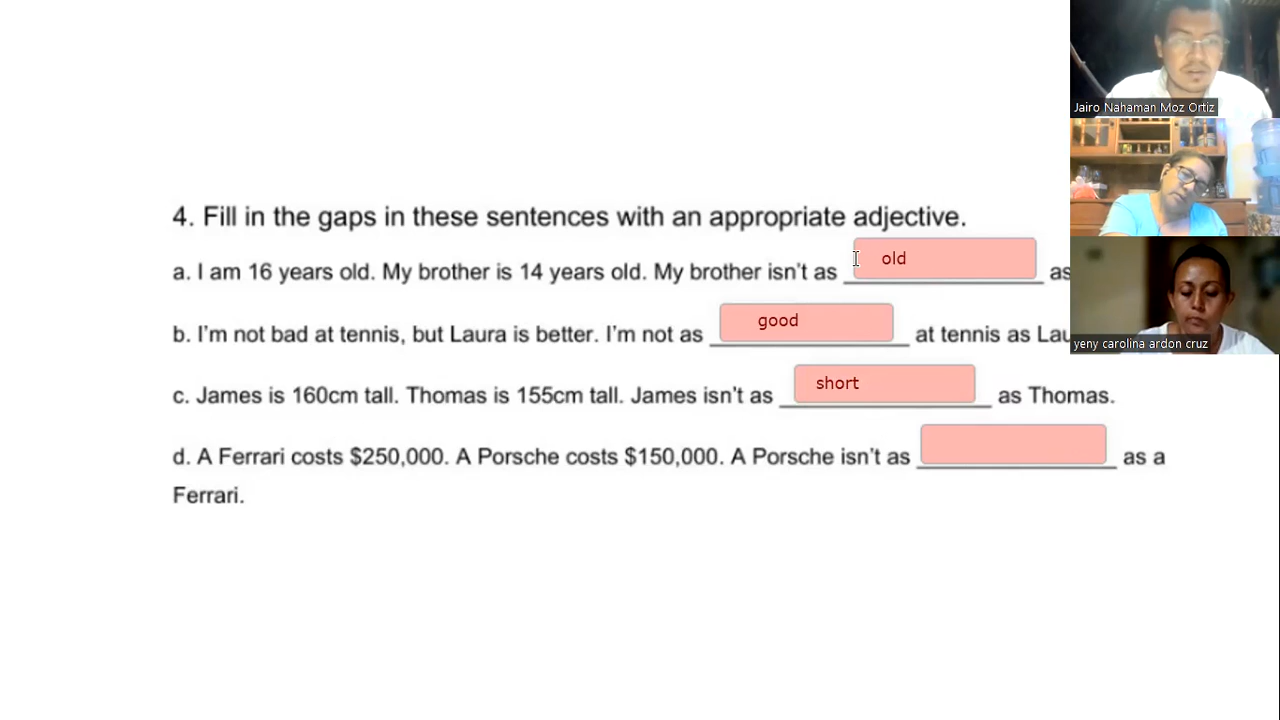 Jairo Nahaman Moz Ortiz
4. Fill in the gaps in these sentences with an appropriate adjective.
a. I am 16 years old. My brother is 14 years old. My brother isn't as old as
b. I'm not bad at tennis, but Laura is better. I'm not as good at tennis as
yeny carolina ardon cruz
c. James is 160cm tall. Thomas is 155cm tall. James isn't as short as Thomas.
d. A Ferrari costs $250,000. A Porsche costs $150,000. A Porsche isn't as as a
Ferrari.